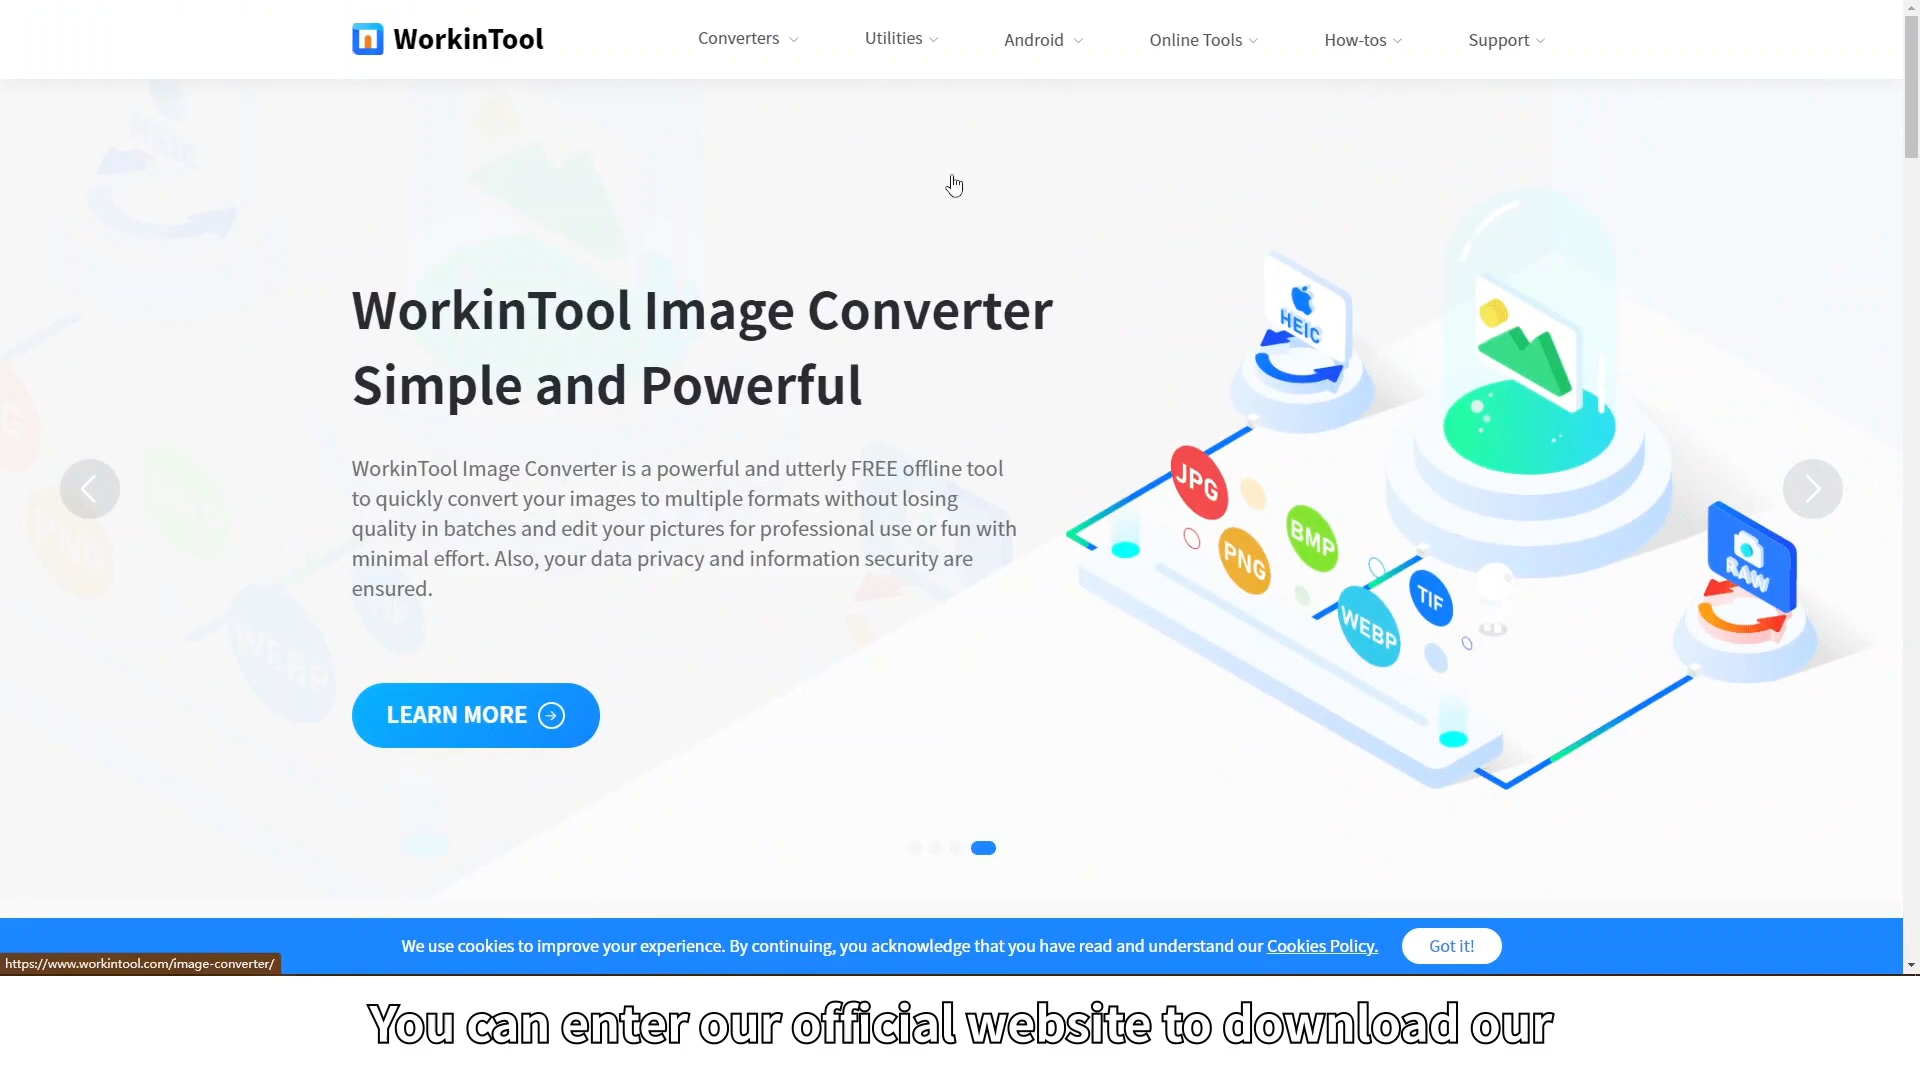 WorkinTool
Converters
Utilities
Android
Online Tools
How-tos
Support
WorkinTool Image Converter
Simple and Powerful
WorkinTool Image Converter is a powerful and utterly FREE offline tool
to quickly convert your images to multiple formats without losing
quality in batches and edit your pictures for professional use or fun with
minimal effort. Also, your data privacy and information security are
ensured.
LEARN MORE
HEIC
JPG
BMP
PNG
TIF
WEBP
RAW
HEIC
PNG
WEBP
We use cookies to improve your experience. By continuing, you acknowledge that you have read and understand our Cookies Policy.
Got it!
https://www.workintool.com/image-converter/
You can enter our official website to download our